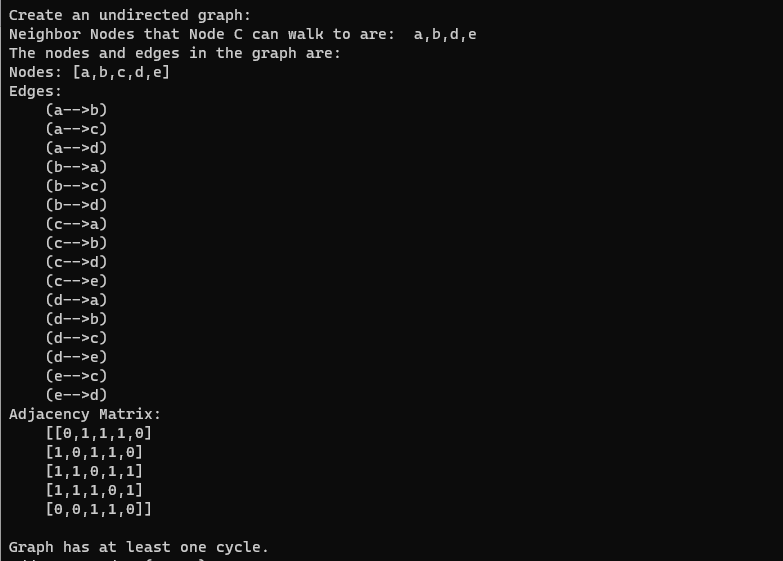 Create an undirected graph:
Neighbor Nodes that Node C can walk to are:  a,b,d,e
The nodes and edges in the graph are:
Nodes: [a,b,c,d,e]
Edges:
    (a-->b)
    (a-->c)
    (a-->d)
    (b-->a)
    (b-->c)
    (b-->d)
    (c-->a)
    (c-->b)
    (c-->d)
    (c-->e)
    (d-->a)
    (d-->b)
    (d-->c)
    (d-->e)
    (e-->c)
    (e-->d)
Adjacency Matrix:
    [[0,1,1,1,0]
    [1,0,1,1,0]
    [1,1,0,1,1]
    [1,1,1,0,1]
    [0,0,1,1,0]]
Graph has at least one cycle.